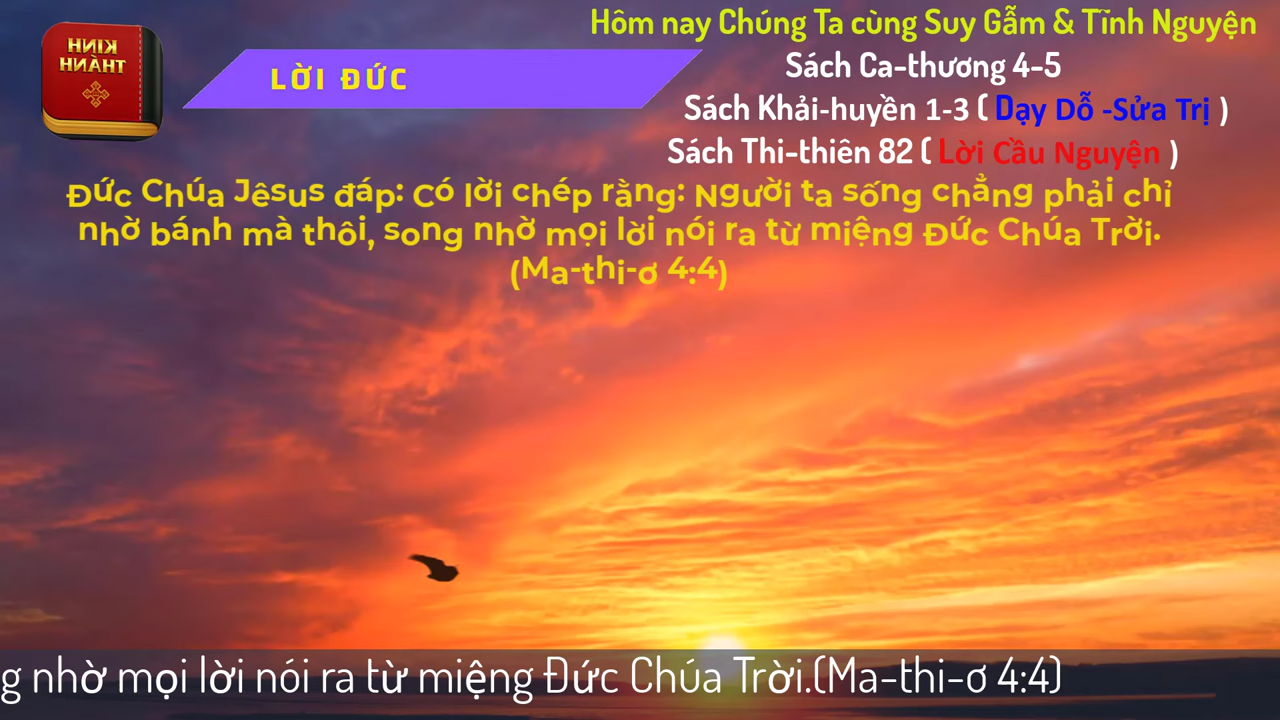 KINH
THÀNH
LỜI ĐỨC
Hôm nay Chúng Ta cùng Suy Gẫm & Tĩnh Nguyện
Sách Ca-thương 4-5
Sách Khải-huyền 1-3 ( Dạy Dỗ -Sửa Trị )
Sách Thi-thiên 82 ( Lời Cầu Nguyện )
Đức Chúa Jêsus đáp: Có lời chép rằng: Người ta sống chẳng phải chỉ
nhờ bánh mà thôi, song nhờ mọi lời nói ra từ miệng Đức Chúa Trời.
(Ma-thi-ơ 4:4)
g nhờ mọi lời nói ra từ miệng Đức Chúa Trời.(Ma-thi-ơ 4:4)